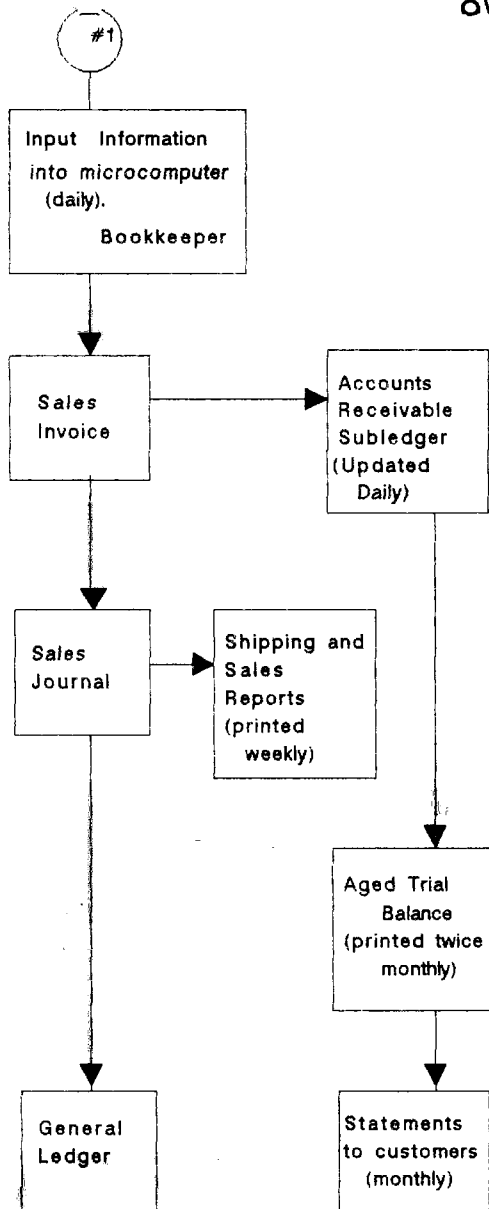 #1
Input Information
into microcomputer
(daily).
Bookkeeper
Sales
Invoice
Accounts
Receivable
Subledger
(Updated
Daily)
Sales
Journal
Shipping and
Sales
Reports
(printed
weekly)
Aged Trial
Balance
(printed twice
monthly)
General
Ledger
Statements
to customers
(monthly)